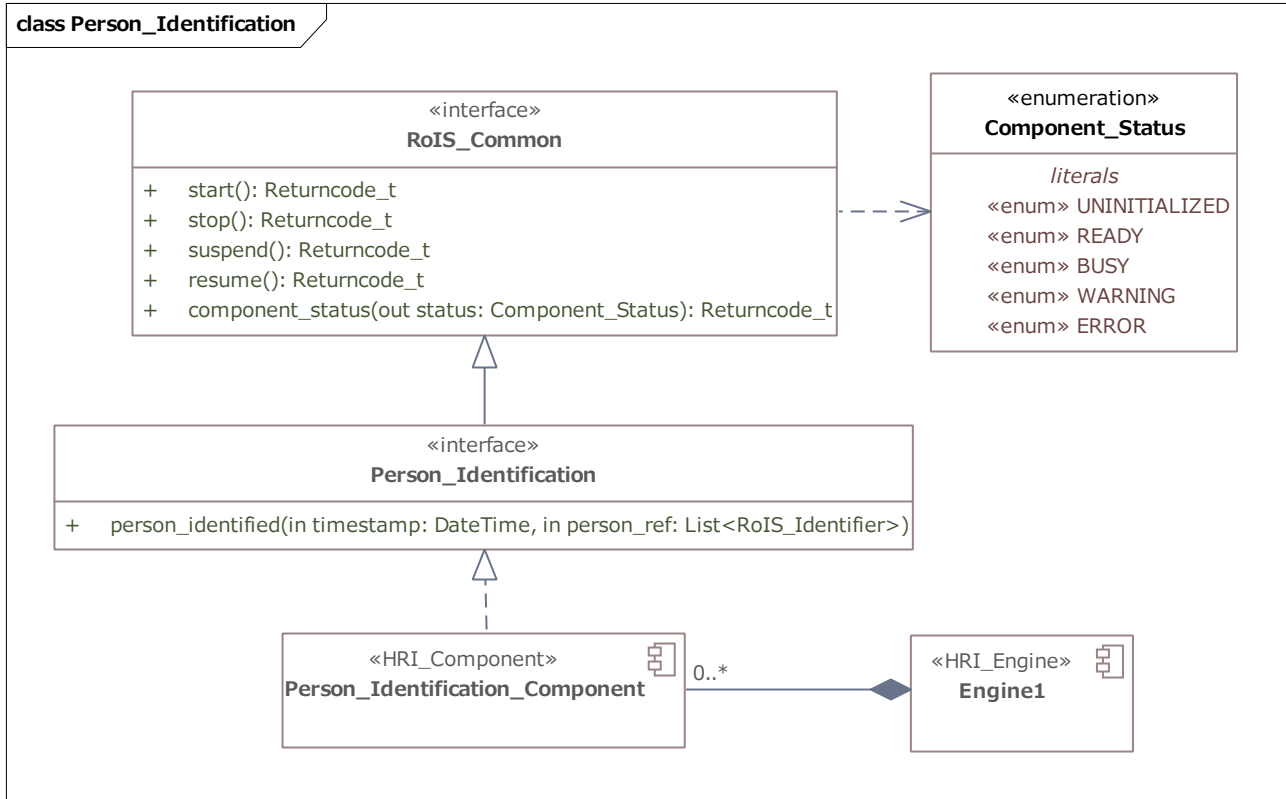 class Person_Identification
«interface»
RoIS_Common
+ start(): Returncode_t
+ stop(): Returncode_t
+ suspend(): Returncode_t
+ resume(): Returncode_t
+ component_status(out status: Component_Status): Returncode_t
«enumeration»
Component_Status
literals
«enum» UNINITIALIZED
«enum» READY
«enum» BUSY
«enum» WARNING
«enum» ERROR
«interface»
Person_Identification
+ person_identified(in timestamp: DateTime, in person_ref: List<RoIS_Identifier>)
«HRI_Component»
Person_Identification_Component
0..*
«HRI_Engine»
Engine1